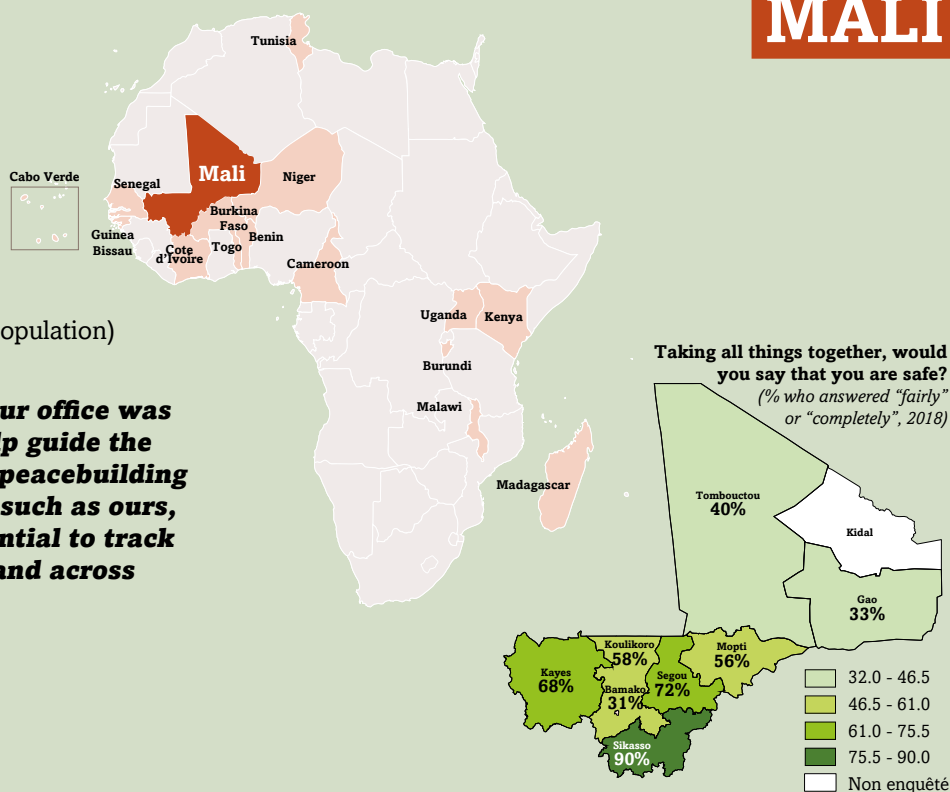 MALI
Tunisia
Cabo Verde
Senegal
Mali
Niger
Burkina
Faso
Guinea
Bissau
Cote
d'Ivoire
Togo
Benin
Cameroon
Uganda
Kenya
Burundi
Malawi
Madagascar
opulation)
ur office was
lp guide the
peacebuilding
such as ours,
ntial to track
and across
Taking all things together, would
you say that you are safe?
(% who answered “fairly”
or “completely”, 2018)
Tombouctou
40%
Kidal
Gao
33%
Kayes
68%
Koulikoro
58%
Bamako
31%
Segou
72%
Mopti
56%
Sikasso
90%
32.0 - 46.5
46.5 - 61.0
61.0 - 75.5
75.5 - 90.0
Non enquêté